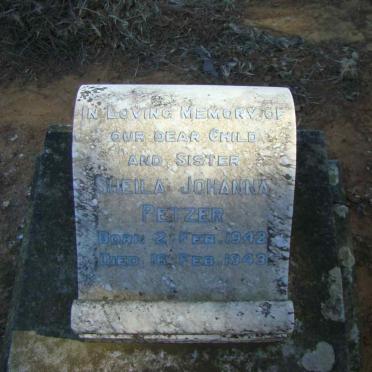 In Loving Memory of
our dear Child
and Sister
Sheila Johanna
Petzer
Born 2 Feb. 1942
Died 16 Feb. 1943